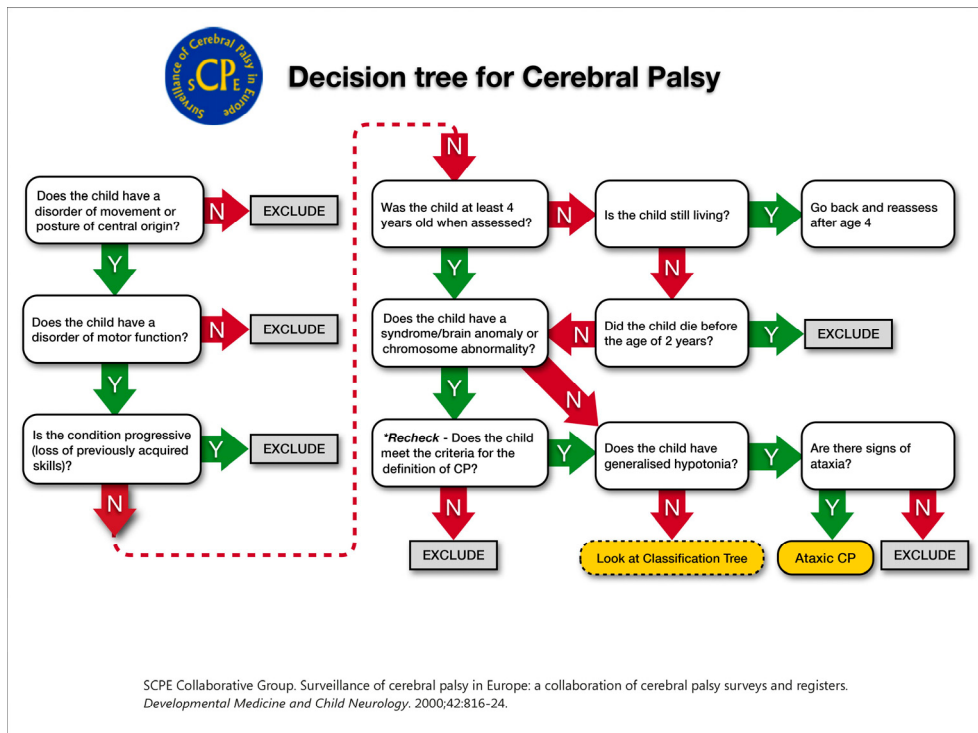 Surveillance of Cerebral Palsy in Europe
SCPE
Decision tree for Cerebral Palsy
Does the child have a
disorder of movement or
posture of central origin?
N
EXCLUDE
Y
Does the child have a
disorder of motor function?
N
EXCLUDE
Y
Is the condition progressive
(loss of previously acquired
skills)?
Y
EXCLUDE
N
N
Was the child at least 4
years old when assessed?
N
Is the child still living?
Y
Go back and reassess
after age 4
Y
N
Does the child have a
syndrome/brain anomaly or
chromosome abnormality?
N
Did the child die before
the age of 2 years?
Y
EXCLUDE
Y
N
*Recheck - Does the child
meet the criteria for the
definition of CP?
Y
Does the child have
generalised hypotonia?
Y
Are there signs of
ataxia?
N
N
Y
N
EXCLUDE
Look at Classification Tree
Ataxic CP
EXCLUDE
SCPE Collaborative Group. Surveillance of cerebral palsy in Europe: a collaboration of cerebral palsy surveys and registers.
Developmental Medicine and Child Neurology. 2000;42:816-24.